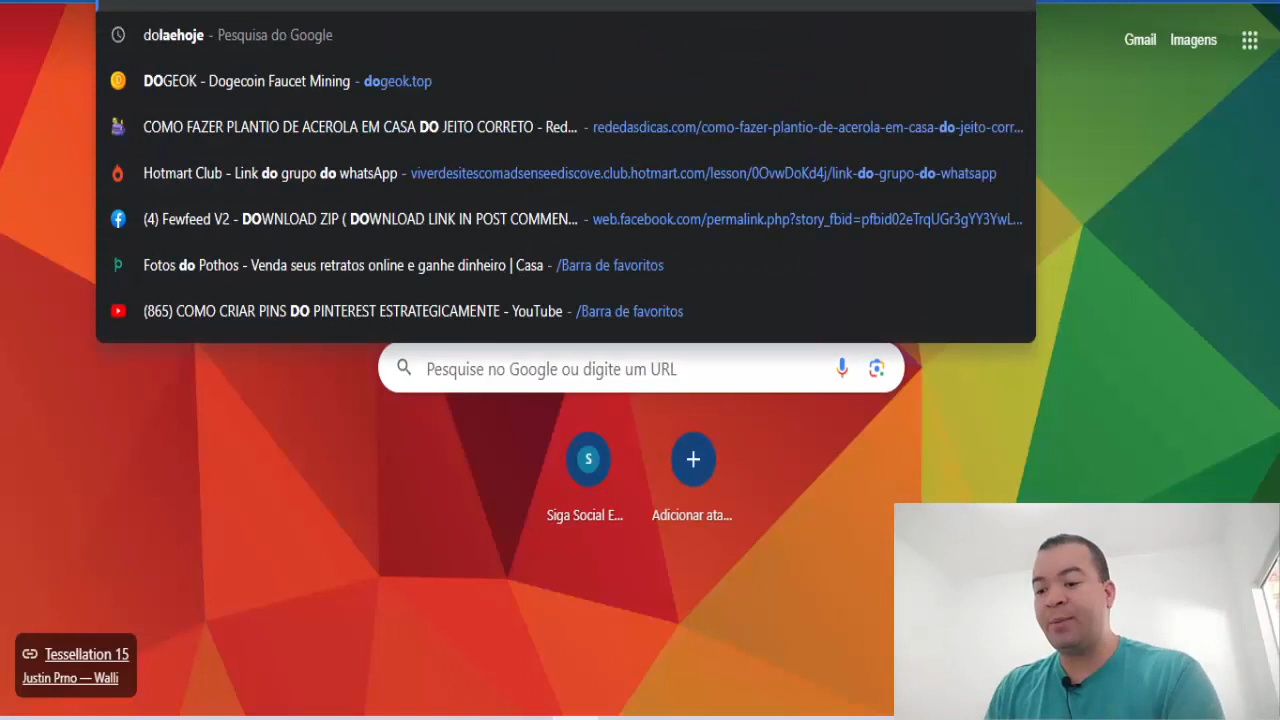 dolaehoje - Pesquisa do Google
Gmail Imagens
DOGEOK - Dogecoin Faucet Mining - dogeok.top
COMO FAZER PLANTIO DE ACEROLA EM CASA DO JEITO CORRETO - Red... - rededasdicas.com/como-fazer-plantio-de-acerola-em-casa-do-jeito-corr...
Hotmart Club - Link do grupo do whatsApp - viverdesitescomadsenseediscove.club.hotmart.com/lesson/0OvwDoKd4j/link-do-grupo-do-whatsapp
(4) Fewfeed V2 - DOWNLOAD ZIP ( DOWNLOAD LINK IN POST COMMEN... - web.facebook.com/permalink.php?story_fbid=pfbid02eTrqUGr3gYY3YwL...
Fotos do Pothos - Venda seus retratos online e ganhe dinheiro | Casa - /Barra de favoritos
(865) COMO CRIAR PINS DO PINTEREST ESTRATEGICAMENTE - YouTube - /Barra de favoritos
Pesquise no Google ou digite um URL
S
Siga Social E... Adicionar ata...
Tessellation 15
Justin Prno — Walli